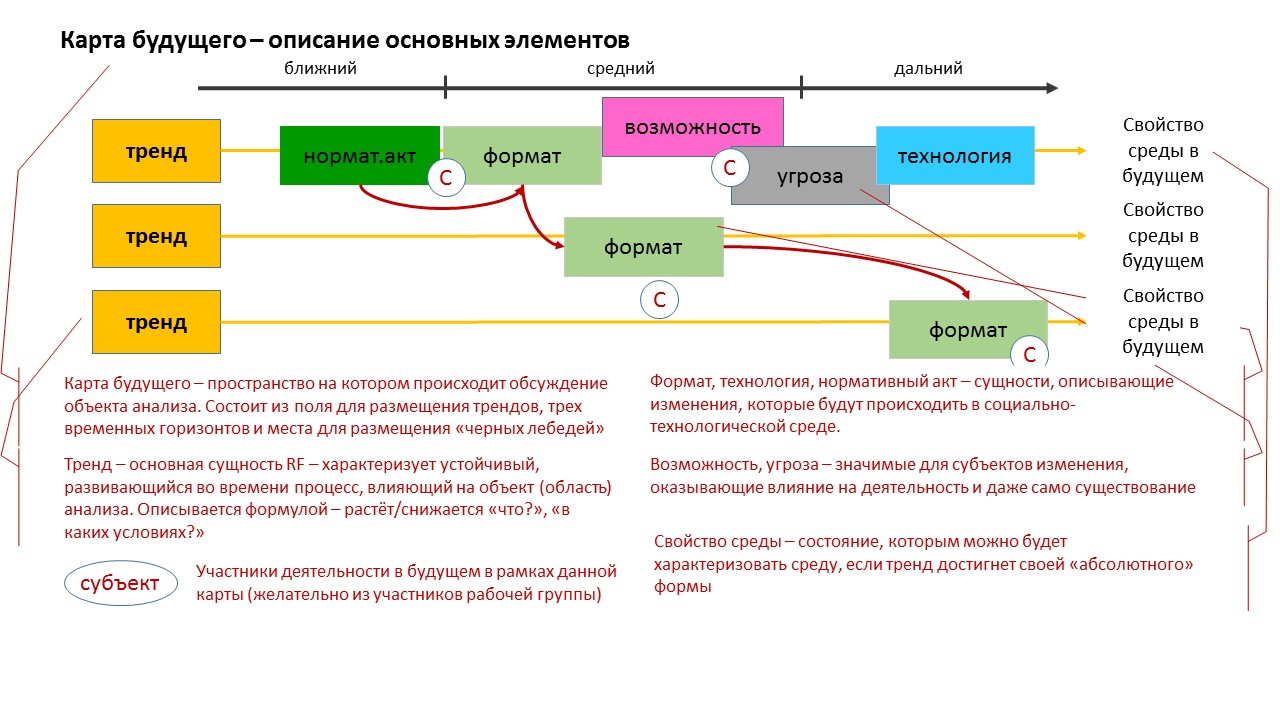 Карта будущего – описание основных элементов
ближний
средний
дальний
тренд
нормат.акт
С
формат
возможность
С
угроза
технология
Свойство
среды в
будущем
тренд
формат
С
Свойство
среды в
будущем
тренд
формат
С
Свойство
среды в
будущем
Карта будущего – пространство на котором происходит обсуждение
объекта анализа. Состоит из поля для размещения трендов, трех
временных горизонтов и места для размещения «черных лебедей»
Тренд – основная сущность RF – характеризует устойчивый,
развивающийся во времени процесс, влияющий на объект (область)
анализа. Описывается формулой – растёт/снижается «что?», «в
каких условиях?»
субъект
Участники деятельности в будущем в рамках данной
карты (желательно из участников рабочей группы)
Формат, технология, нормативный акт – сущности, описывающие
изменения, которые будут происходить в социально-
технологической среде.
Возможность, угроза – значимые для субъектов изменения,
оказывающие влияние на деятельность и даже само существование
Свойство среды – состояние, которым можно будет
характеризовать среду, если тренд достигнет своей «абсолютного»
формы